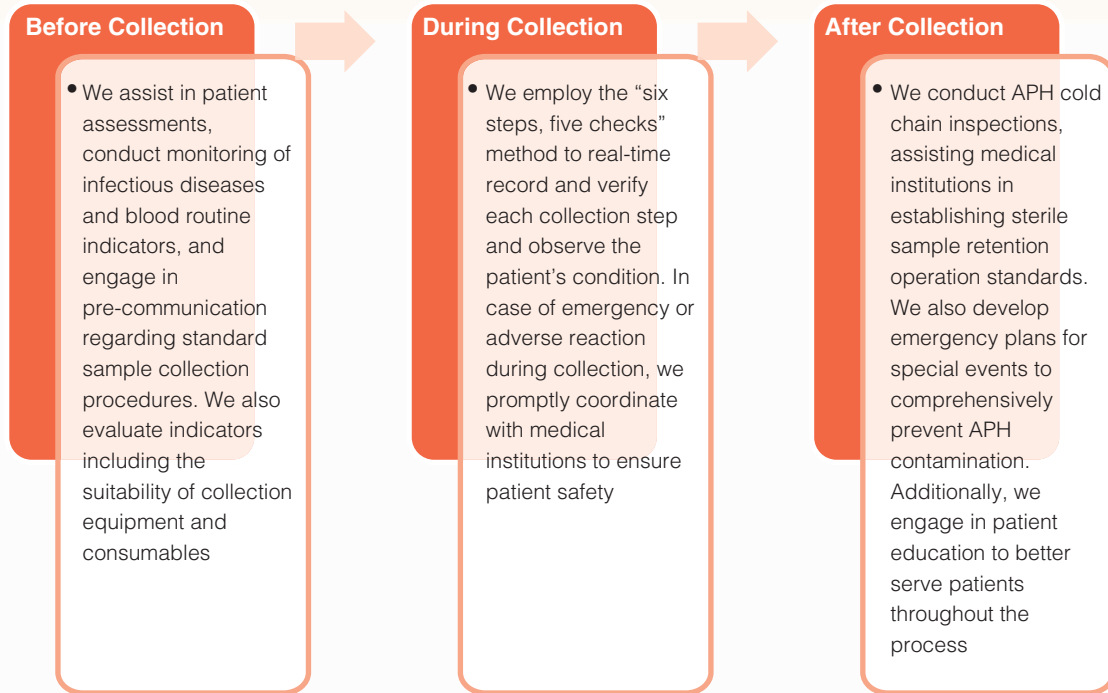 Before Collection
• We assist in patient
assessments,
conduct monitoring of
infectious diseases
and blood routine
indicators, and
engage in
pre-communication
regarding standard
sample collection
procedures. We also
evaluate indicators
including the
suitability of collection
equipment and
consumables
During Collection
• We employ the “six
steps, five checks”
method to real-time
record and verify
each collection step
and observe the
patient’s condition. In
case of emergency or
adverse reaction
during collection, we
promptly coordinate
with medical
institutions to ensure
patient safety
After Collection
• We conduct APH cold
chain inspections,
assisting medical
institutions in
establishing sterile
sample retention
operation standards.
We also develop
emergency plans for
special events to
comprehensively
prevent APH
contamination.
Additionally, we
engage in patient
education to better
serve patients
throughout the
process